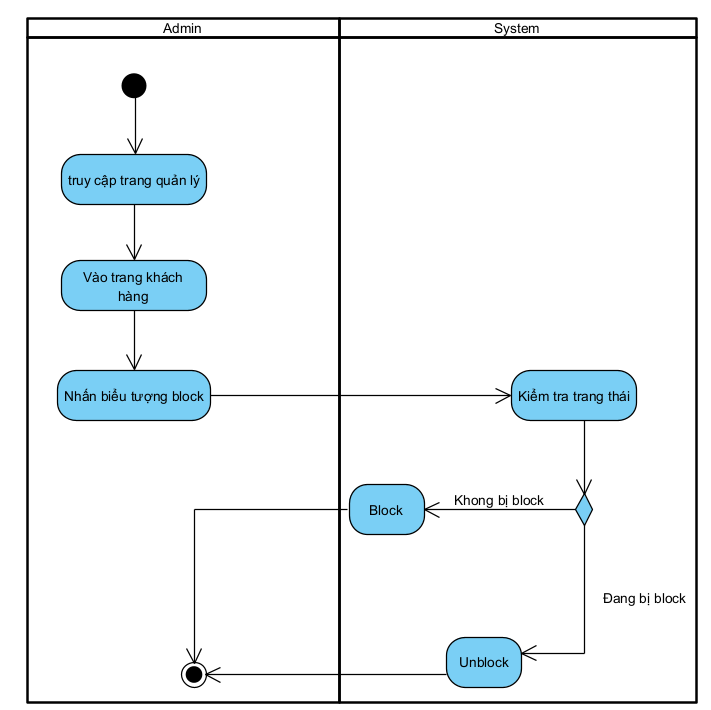 Admin
System
truy cập trang quản lý
Vào trang khách
hàng
Nhấn biểu tượng block
Kiểm tra trang thái
Khong bị block
Block
Đang bị block
Unblock